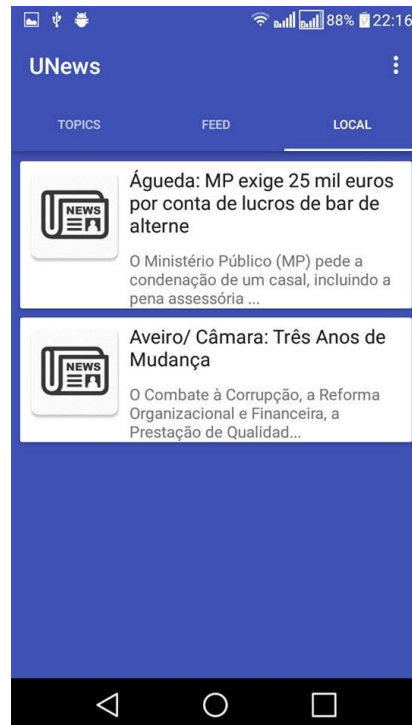 88% 22:16
UNews
TOPICS FEED LOCAL
NEWS
Águeda: MP exige 25 mil euros
por conta de lucros de bar de
alterne
O Ministério Público (MP) pede a
condenação de um casal, incluindo a
pena assessória ...
NEWS
Aveiro/ Câmara: Três Anos de
Mudança
O Combate à Corrupção, a Reforma
Organizacional e Financeira, a
Prestação de Qualidad...